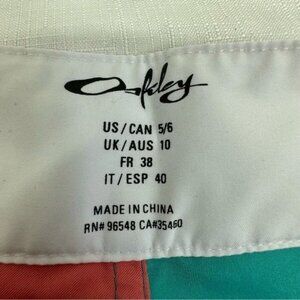 Oakley
US/CAN 5/6
UK/AUS 10
FR 38
IT/ESP 40
MADE IN CHINA
RN# 96548 CA#35460